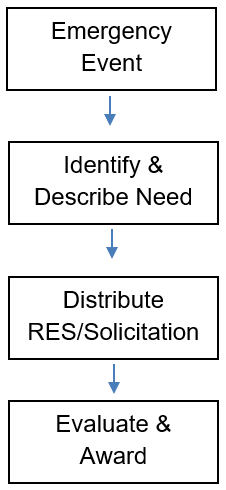 Emergency
Event
Identify &
Describe Need
Distribute
RES/Solicitation
Evaluate &
Award